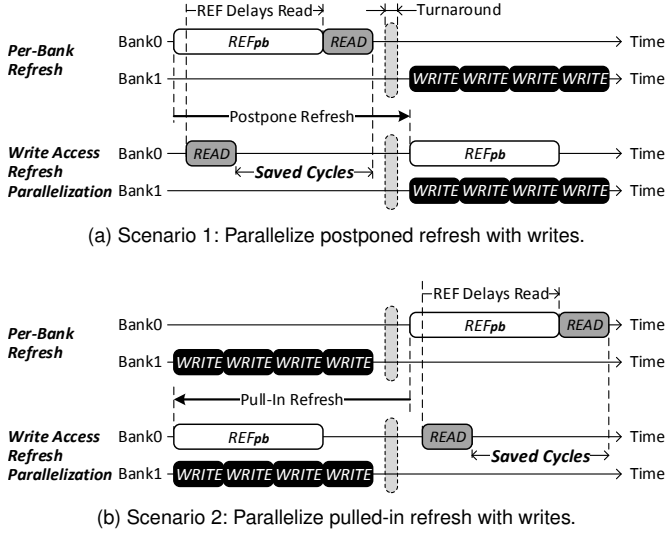 REF Delays Read Turnaround
Per-Bank Refresh
Bank0 REFpb READ Time
Bank1 WRITE WRITE WRITE WRITE Time
Postpone Refresh
Write Access Refresh Parallelization
Bank0 READ REFpb Time
Saved Cycles
Bank1 WRITE WRITE WRITE WRITE Time
(a) Scenario 1: Parallelize postponed refresh with writes.
REF Delays Read
Per-Bank Refresh
Bank0 REFpb READ Time
Bank1 WRITE WRITE WRITE WRITE Time
Pull-In Refresh
Write Access Refresh Parallelization
Bank0 REFpb READ Time
Saved Cycles
Bank1 WRITE WRITE WRITE WRITE Time
(b) Scenario 2: Parallelize pulled-in refresh with writes.